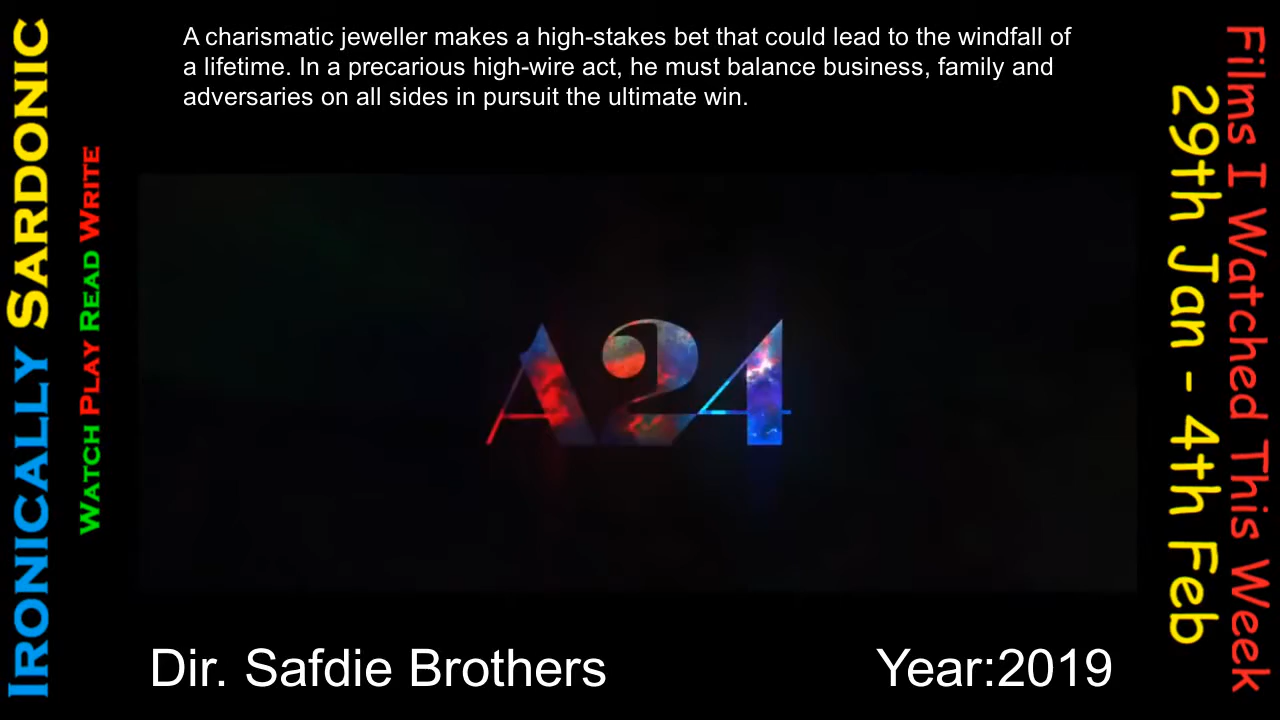 IRONICALLY SARDONIC
WATCH PLAY READ WRITE
A charismatic jeweller makes a high-stakes bet that could lead to the windfall of
a lifetime. In a precarious high-wire act, he must balance business, family and
adversaries on all sides in pursuit the ultimate win.
A24
Dir. Safdie Brothers
Year:2019
Films I Watched This Week
29th Jan - 4th Feb